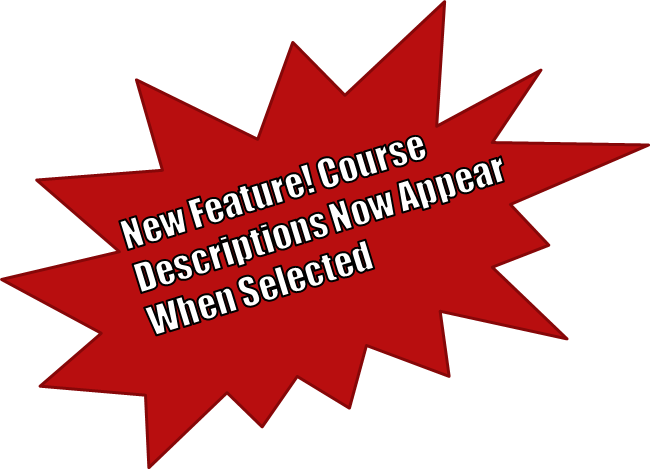 New Feature! Course
Descriptions Now Appear
When Selected